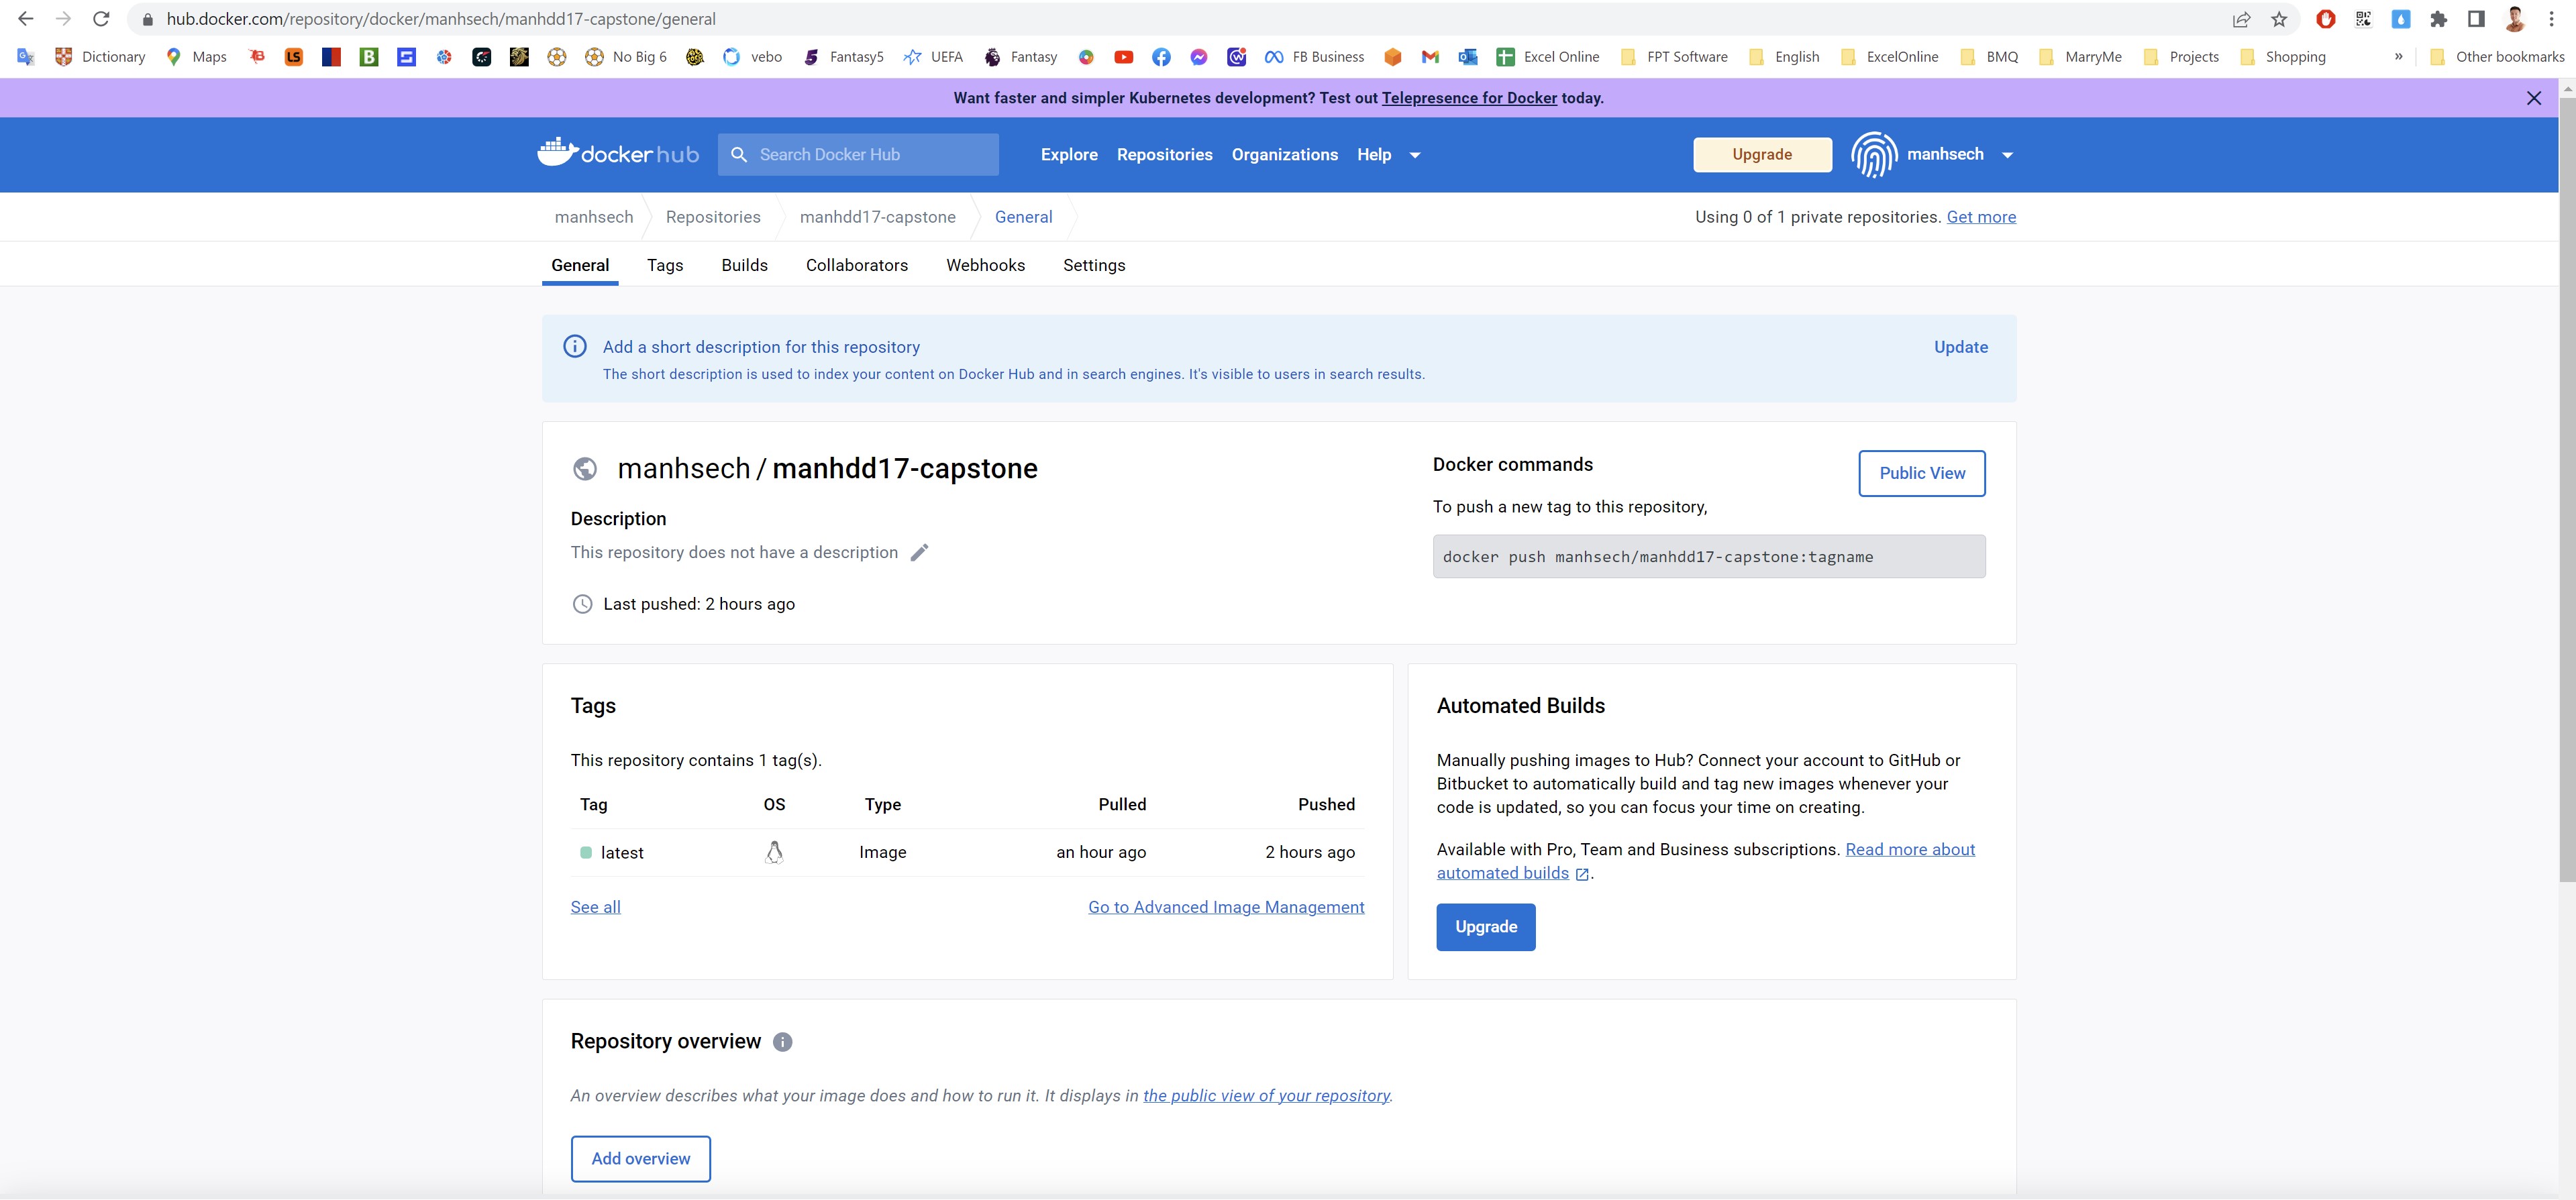 hub.docker.com/repository/docker/manhsech/manhdd17-capstone/general
Dictionary Maps LS B No Big 6 vebo Fantasy5 UEFA Fantasy FB Business Excel Online FPT Software English ExcelOnline BMQ MarryMe Projects Shopping » Other bookmarks
Want faster and simpler Kubernetes development? Test out Telepresence for Docker today.
docker hub Search Docker Hub Explore Repositories Organizations Help Upgrade manhsech
manhsech Repositories manhdd17-capstone General Using 0 of 1 private repositories. Get more
General Tags Builds Collaborators Webhooks Settings
Add a short description for this repository Update
The short description is used to index your content on Docker Hub and in search engines. It's visible to users in search results.
manhsech / manhdd17-capstone
Description
This repository does not have a description
Last pushed: 2 hours ago
Docker commands
Public View
To push a new tag to this repository,
docker push manhsech/manhdd17-capstone:tagname
Tags
This repository contains 1 tag(s).
Tag OS Type Pulled Pushed
latest Image an hour ago 2 hours ago
See all Go to Advanced Image Management
Automated Builds
Manually pushing images to Hub? Connect your account to GitHub or
Bitbucket to automatically build and tag new images whenever your
code is updated, so you can focus your time on creating.
Available with Pro, Team and Business subscriptions. Read more about
automated builds .
Upgrade
Repository overview
An overview describes what your image does and how to run it. It displays in the public view of your repository.
Add overview